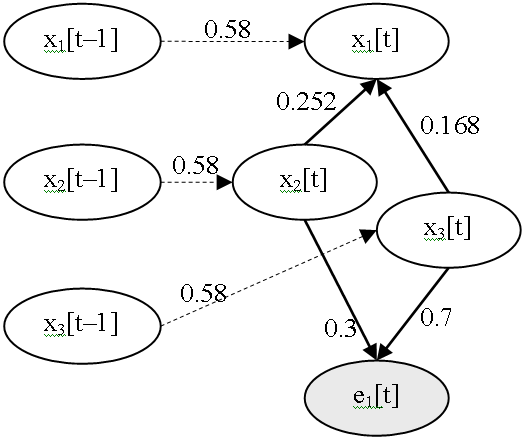 x₁[t–1]
0.58
x₁[t]
0.252
0.168
x₂[t–1]
0.58
x₂[t]
x₃[t]
0.58
x₃[t–1]
0.3
0.7
e₁[t]